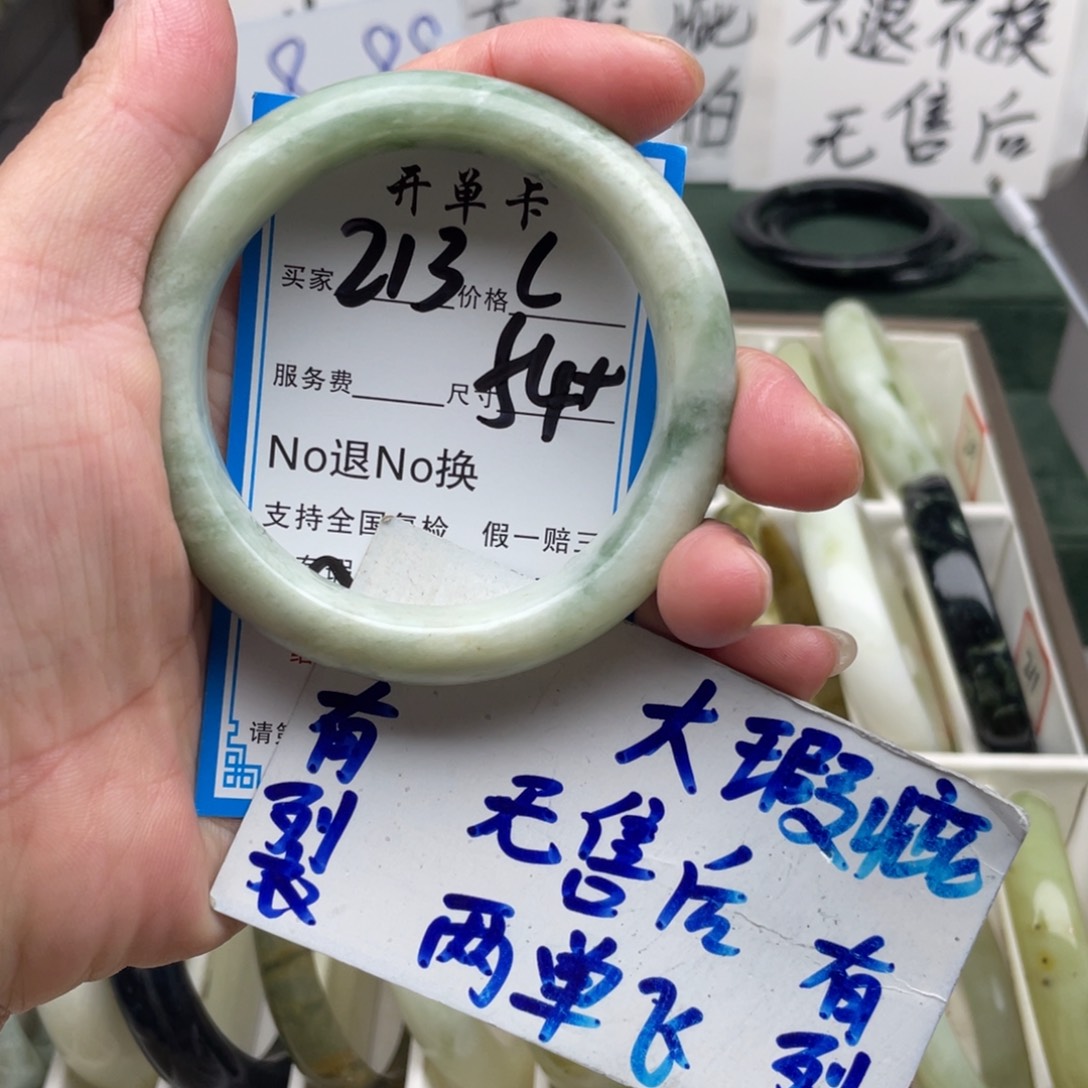 8 88
不退不换
无售后
开单卡
买家 213 价格 L
服务费 尺寸 54+
No退No换
支持全国复检 假一赔三
有裂
大瑕疵
无售后
两单飞
有裂
请